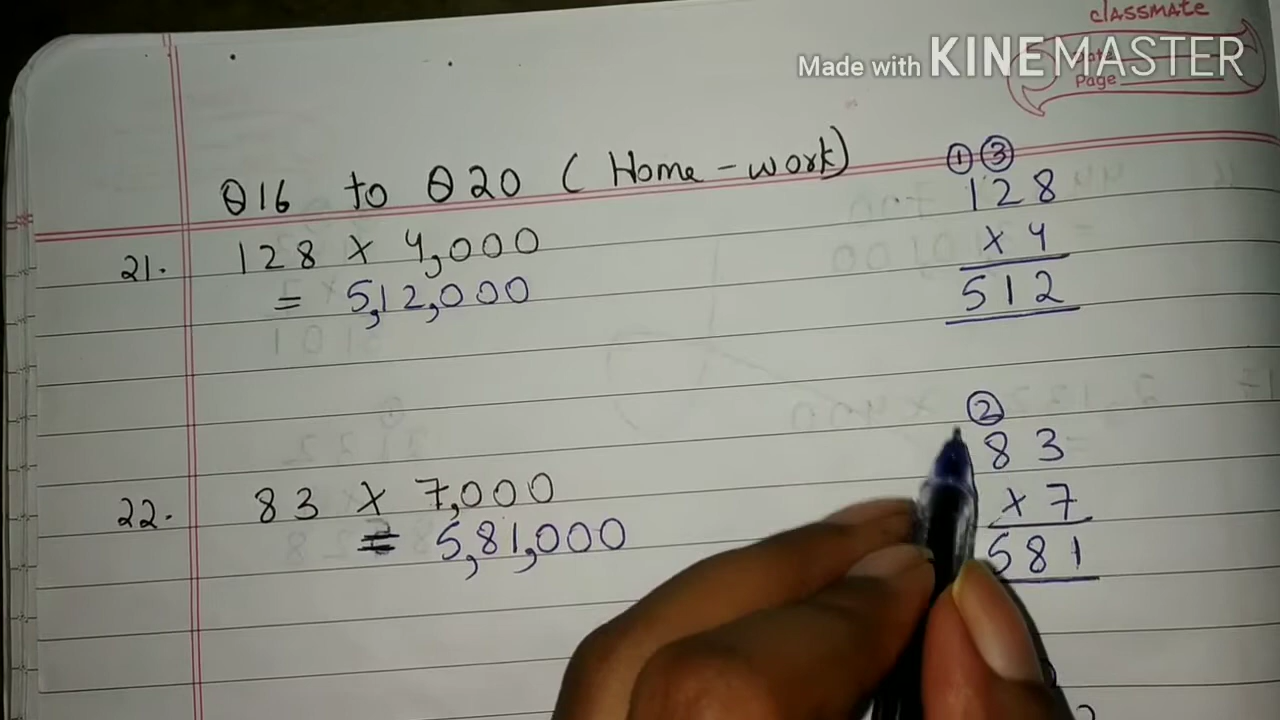 classmate
Date
Page
Made with KINEMASTER
Q16 to Q20 ( Home - work)
21. 128 x 4,000
= 5,12,000
① ③
128
x 4
512
22. 83 x 7,000
= 5,81,000
②
83
x 7
581